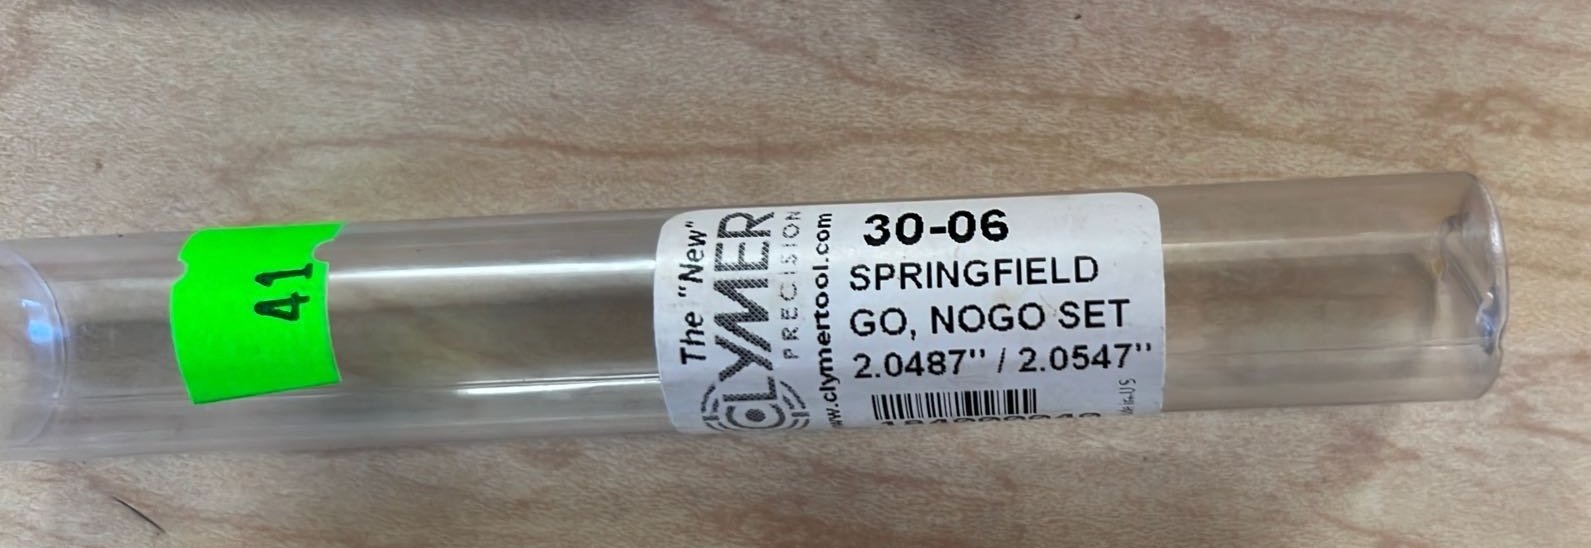 41
The "New"
CLYMER
PRECISION
www.clymertool.com
30-06
SPRINGFIELD
GO, NOGO SET
2.0487" / 2.0547"